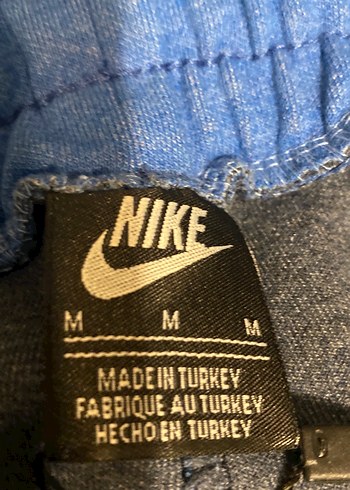 NIKE
M M M
MADE IN TURKEY
FABRIQUE AU TURKEY
HECHO EN TURKEY